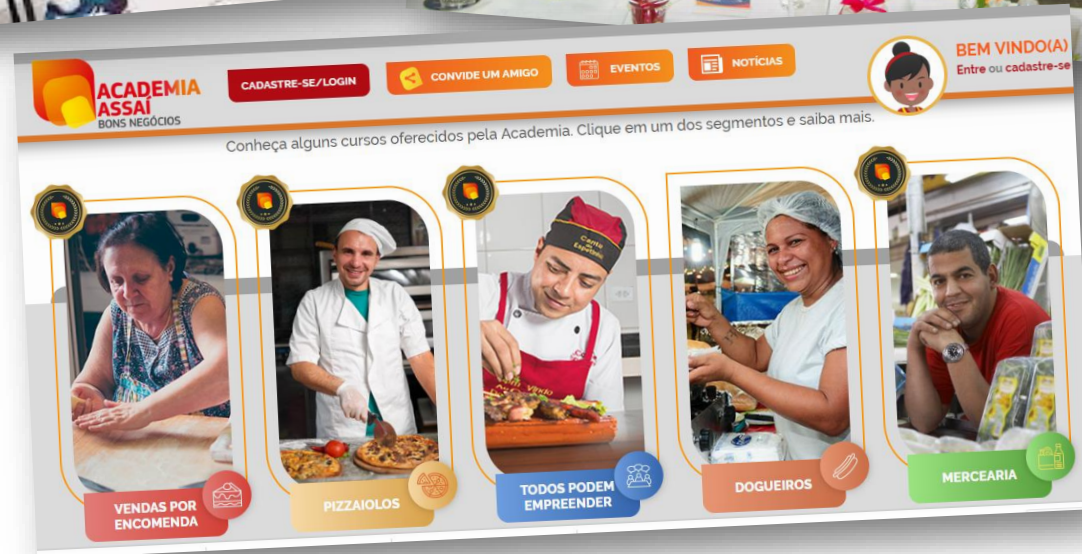 ACADEMIA
ASSAÍ
BONS NEGÓCIOS
CADASTRE-SE/LOGIN
CONVIDE UM AMIGO
EVENTOS
NOTÍCIAS
BEM VINDO(A)
Entre ou cadastre-se
Conheça alguns cursos oferecidos pela Academia. Clique em um dos segmentos e saiba mais.
VENDAS POR
ENCOMENDA
PIZZAIOLOS
TODOS PODEM
EMPREENDER
DOGUEIROS
MERCEARIA